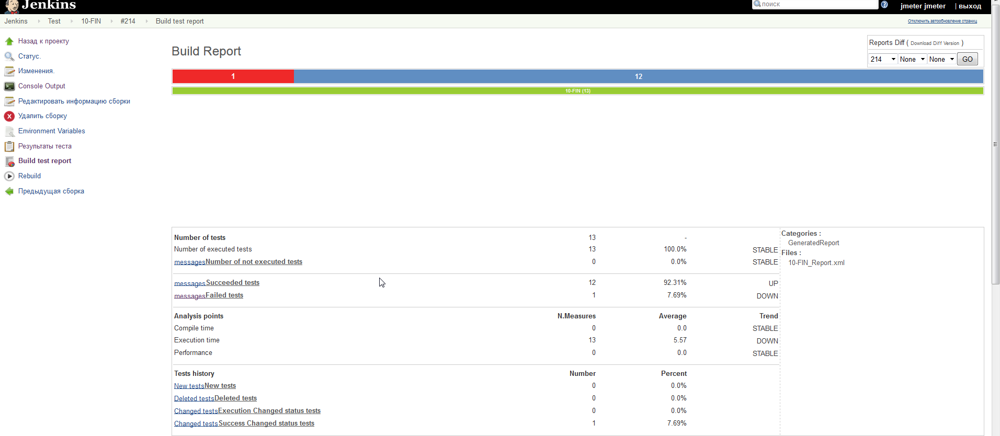 Jenkins
поиск
jmeter jmeter
| выход
Jenkins Test 10-FIN #214 Build test report
Отключить автообновление страниц
Назад к проекту
Статус.
Изменения.
Console Output
Редактировать информацию сборки
Удалить сборку
Environment Variables
Результаты теста
Build test report
Rebuild
Предыдущая сборка
Build Report
Reports Diff ( Download Diff Version )
214 None None GO
1 12
10-FIN (13)
Number of tests 13 -
Number of executed tests 13 100.0% STABLE
messagesNumber of not executed tests 0 0.0% STABLE
messagesSucceeded tests 12 92.31% UP
messagesFailed tests 1 7.69% DOWN
Analysis points N.Measures Average Trend
Compile time 0 0.0 STABLE
Execution time 13 5.57 DOWN
Performance 0 0.0 STABLE
Tests history Number Percent
New testsNew tests 0 0.0%
Deleted testsDeleted tests 0 0.0%
Changed testsExecution Changed status tests 0 0.0%
Changed testsSuccess Changed status tests 1 7.69%
Categories :
GeneratedReport
Files :
10-FIN_Report.xml